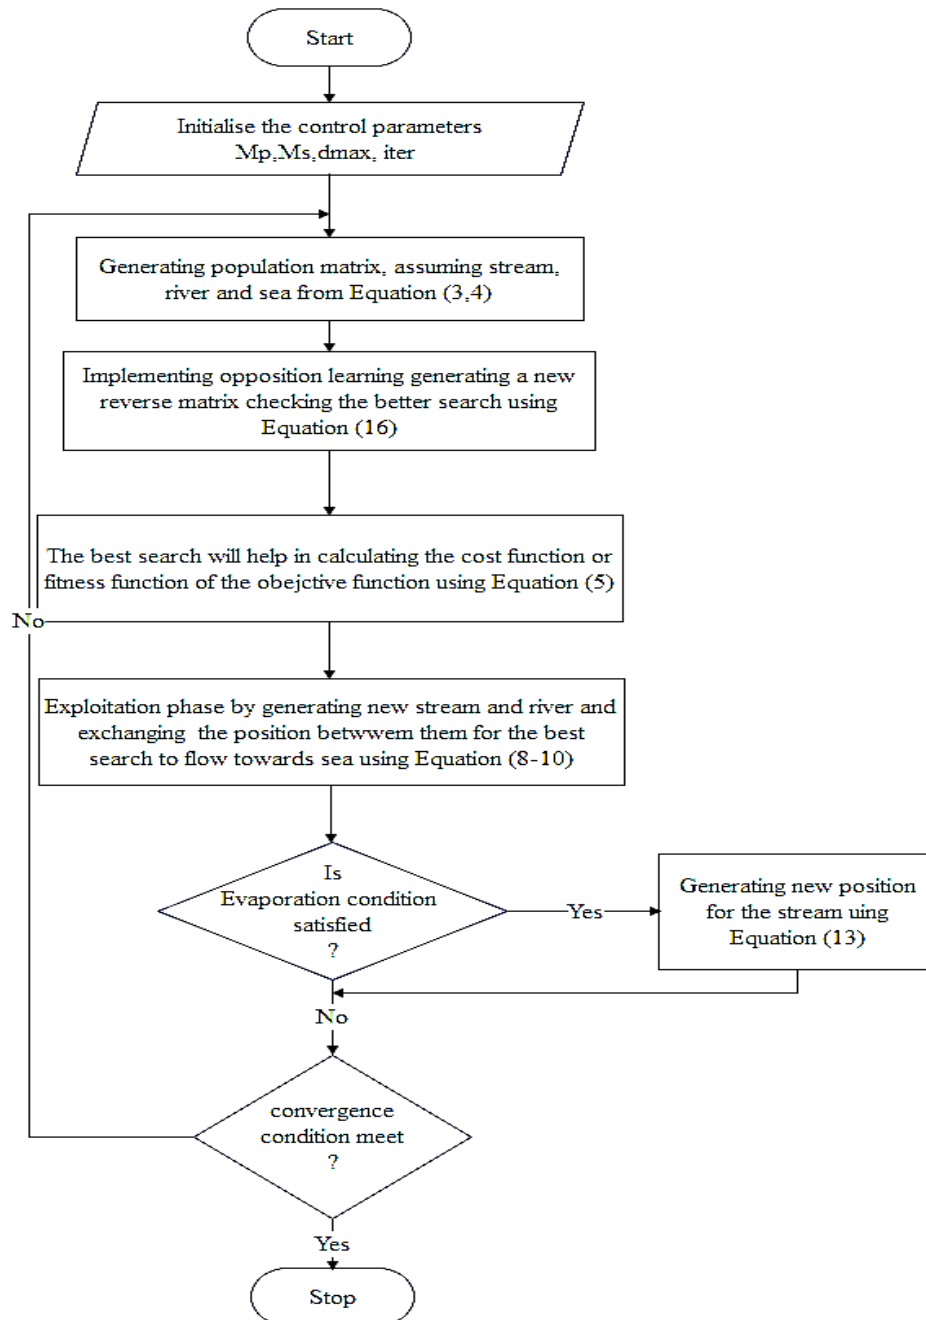 Start
Initialise the control parameters
Mp,Ms,dmax, iter
Generating population matrix, assuming stream,
river and sea from Equation (3,4)
Implementing opposition learning generating a new
reverse matrix checking the better search using
Equation (16)
The best search will help in calculating the cost function or
fitness function of the obejctive function using Equation (5)
No
Exploitation phase by generating new stream and river and
exchanging the position betwwem them for the best
search to flow towards sea using Equation (8-10)
Is
Evaporation condition
satisfied
?
Yes
Generating new position
for the stream uing
Equation (13)
No
convergence
condition meet
?
Yes
Stop